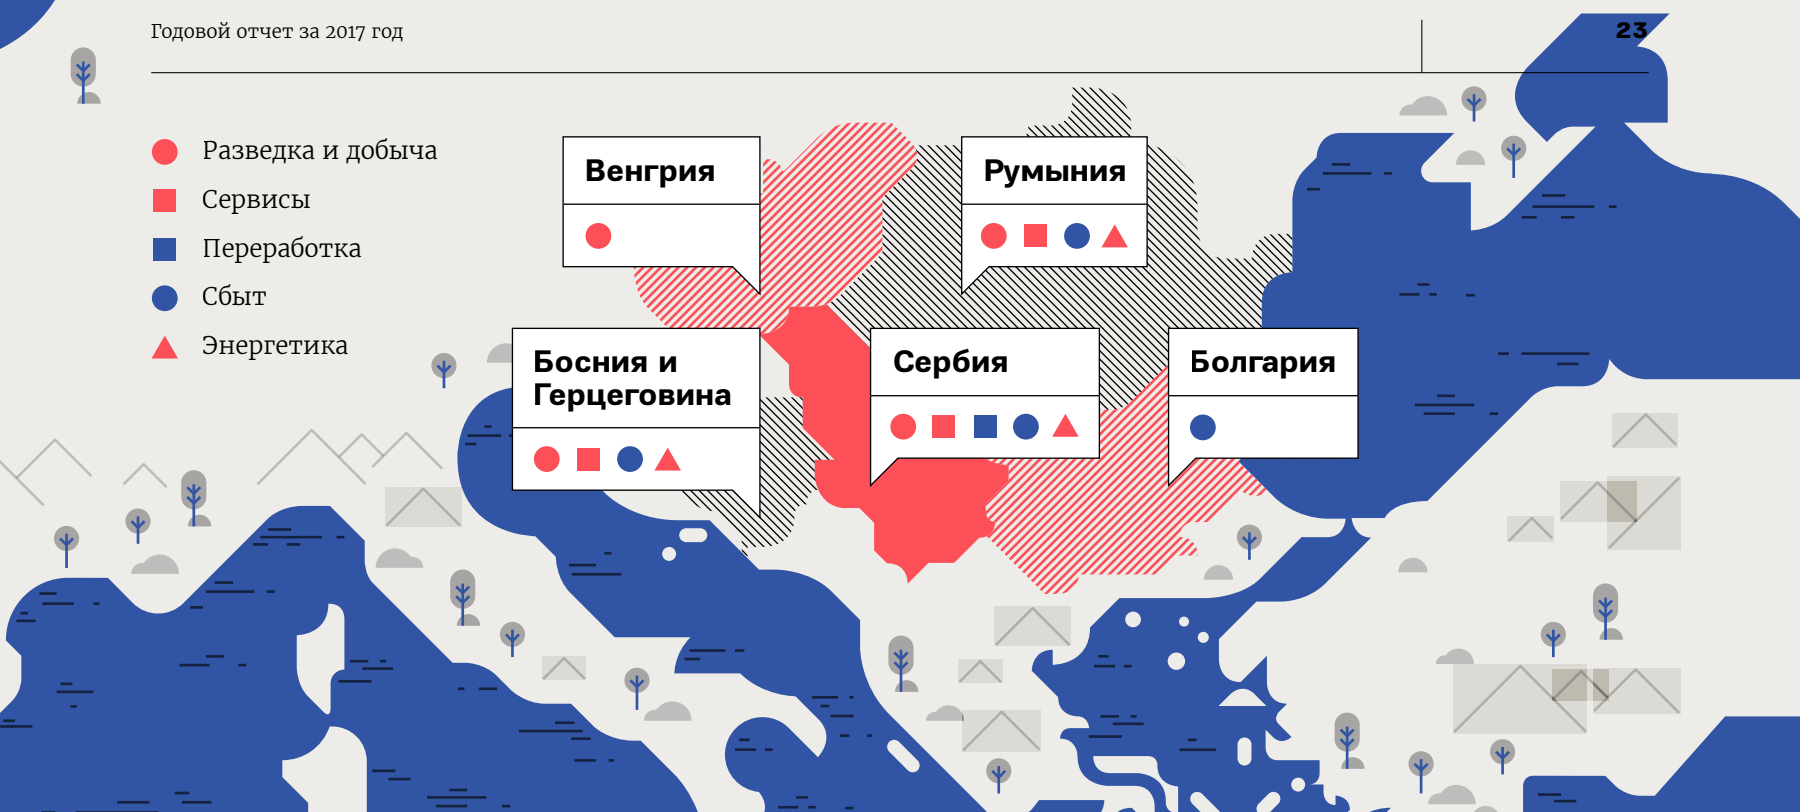 Годовой отчет за 2017 год
23
Разведка и добыча
Сервисы
Переработка
Сбыт
Энергетика
Венгрия
Румыния
Босния и
Герцеговина
Сербия
Болгария